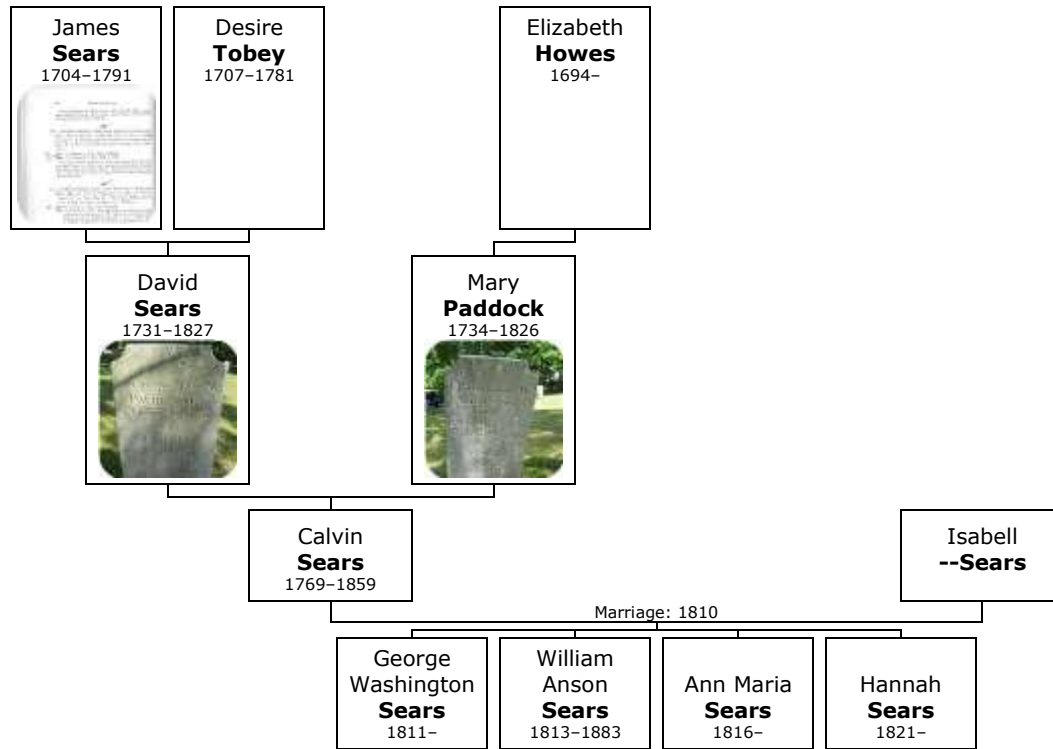 James
Sears
1704–1791
Desire
Tobey
1707–1781
Elizabeth
Howes
1694–
David
Sears
1731–1827
Mary
Paddock
1734–1826
Calvin
Sears
1769–1859
Isabell
--Sears
Marriage: 1810
George
Washington
Sears
1811–
William
Anson
Sears
1813–1883
Ann Maria
Sears
1816–
Hannah
Sears
1821–